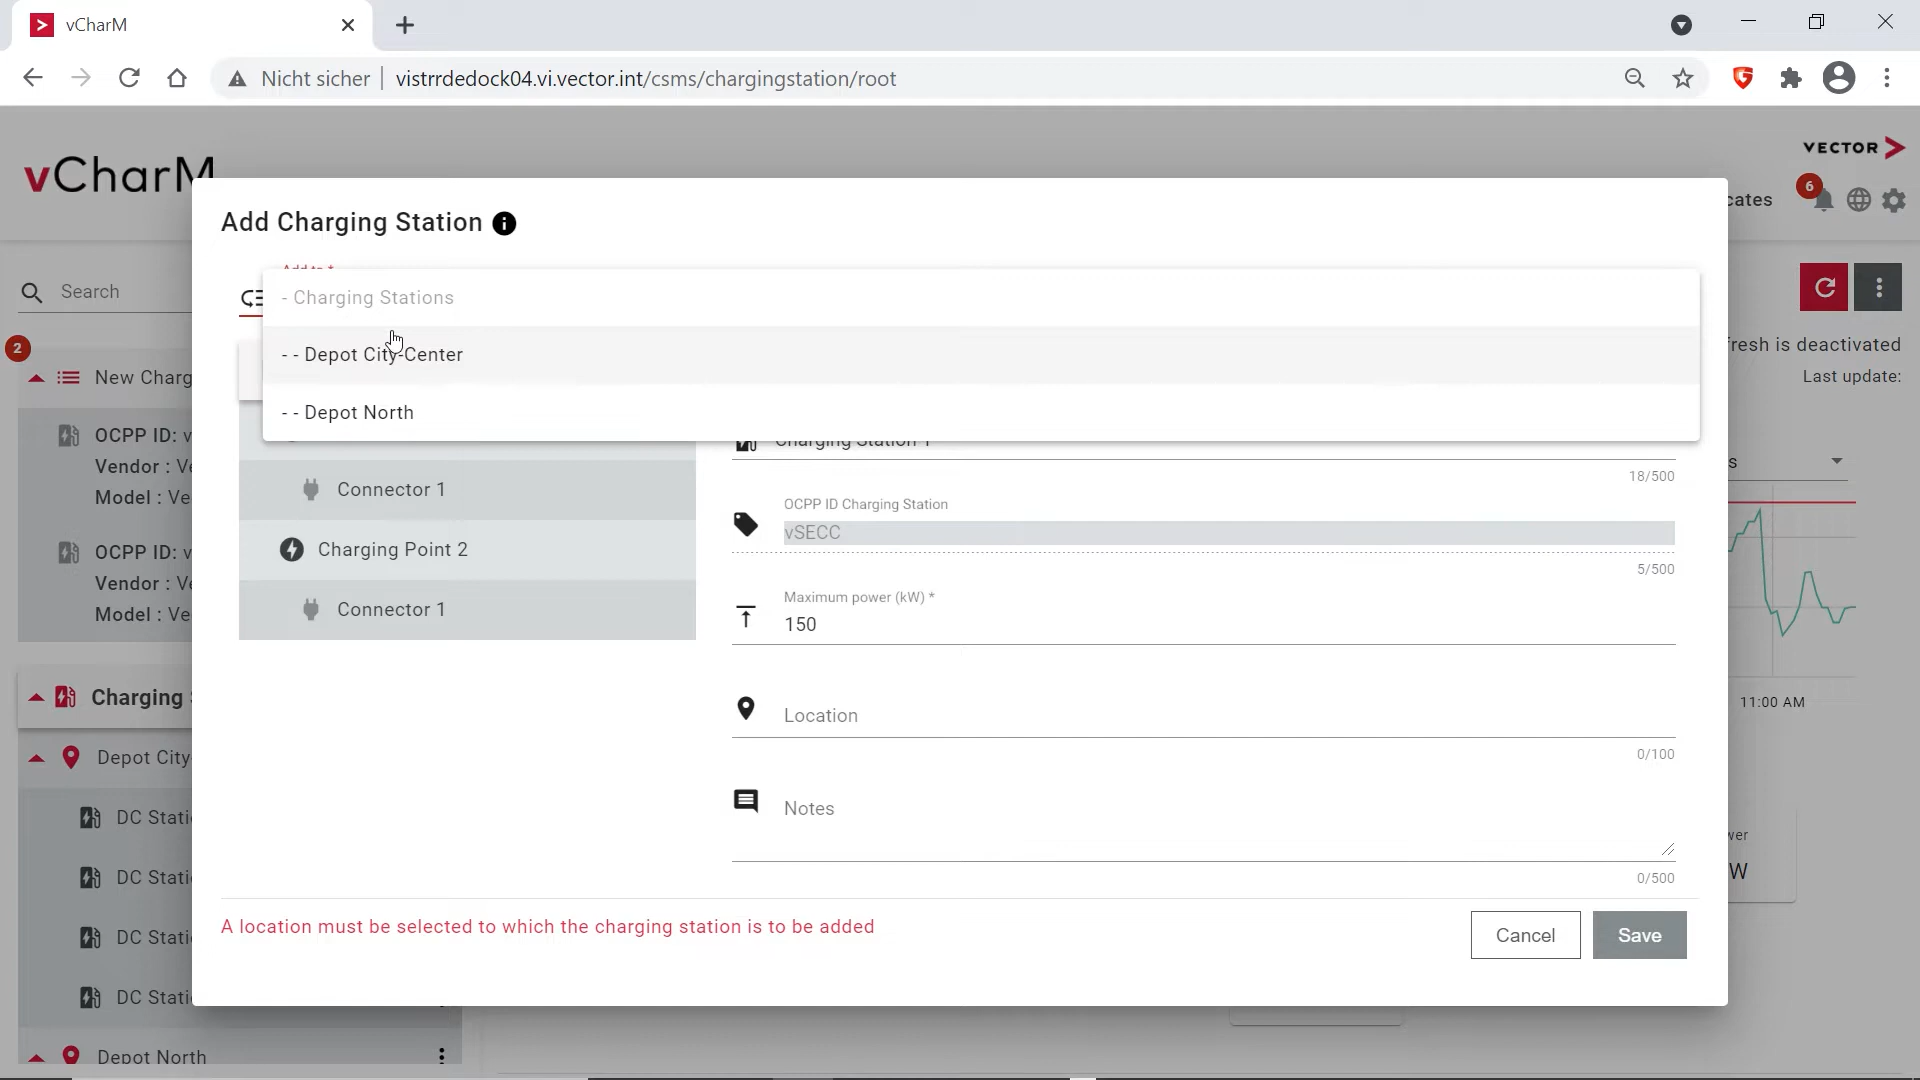 vCharM
Nicht sicher | vistrrdedock04.vi.vector.int/csms/chargingstation/root
vCharM
VECTOR
6
cates
Add Charging Station
Add to *
Search
- Charging Stations
- - Depot City-Center
- - Depot North
2
New Charg
fresh is deactivated
Last update:
OCPP ID: v
Vendor : Ve
Model : Ve
Charging Station 1
18/500
s
Connector 1
OCPP ID Charging Station
vSECC
5/500
Charging Point 2
OCPP ID: v
Vendor : Ve
Model : Ve
Maximum power (kW) *
150
Connector 1
11:00 AM
Charging
Location
0/100
Depot City-
Notes
0/500
DC Stati
DC Stati
DC Stati
DC Stati
wer
W
A location must be selected to which the charging station is to be added
Cancel
Save
Depot North